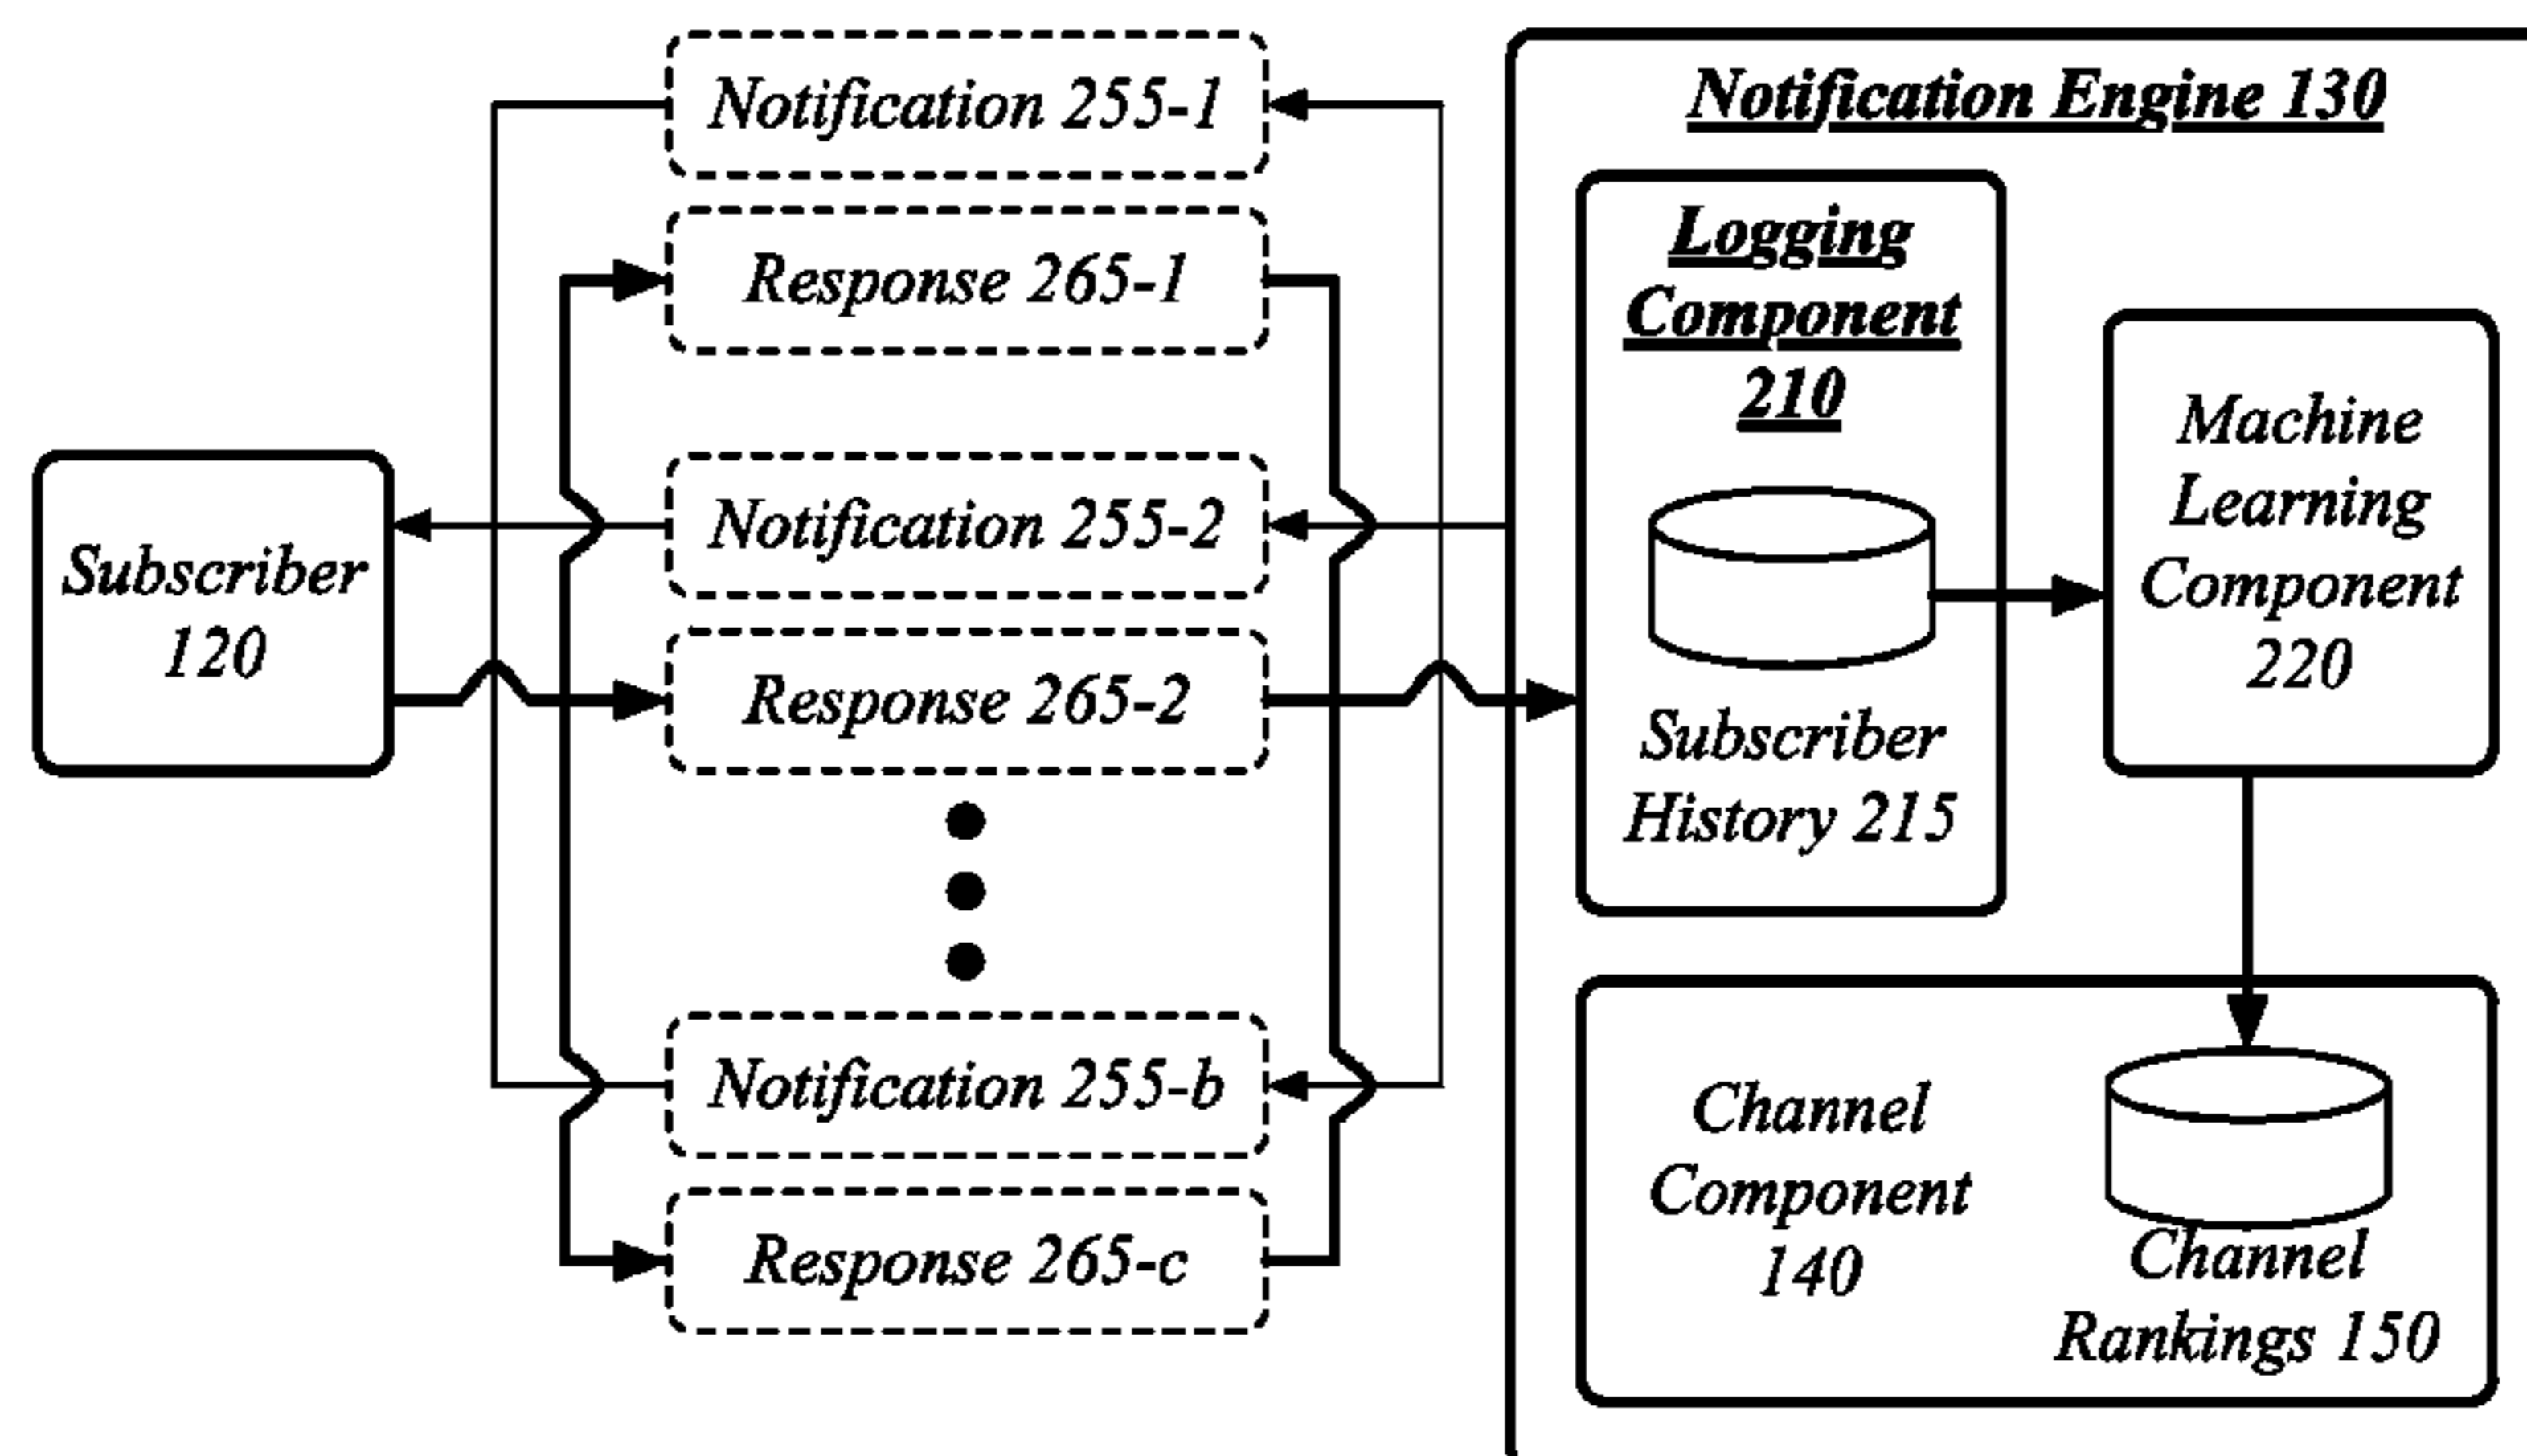 Notification 255-1
Response 265-1
Notification 255-2
Response 265-2
Notification 255-b
Response 265-c
Subscriber
120
Notification Engine 130
Logging
Component
210
Subscriber
History 215
Machine
Learning
Component
220
Channel
Component
140
Channel
Rankings 150